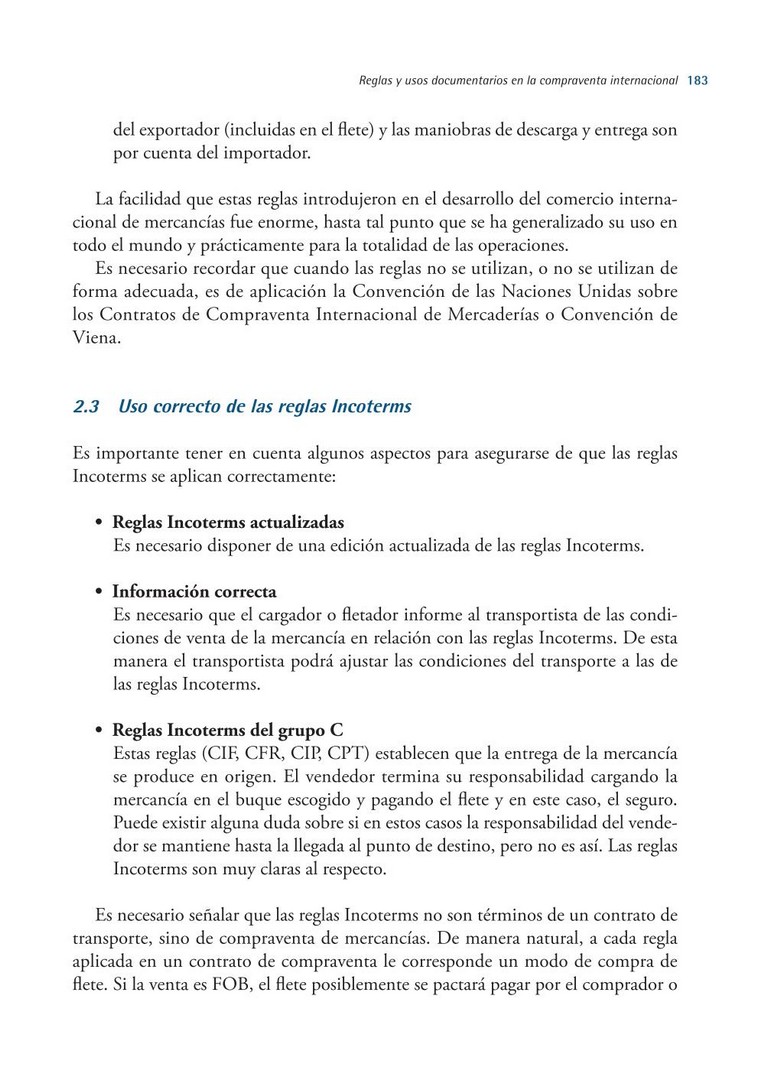 Reglas y usos documentarios en la compraventa internacional 183
del exportador (incluidas en el flete) y las maniobras de descarga y entrega son
por cuenta del importador.
La facilidad que estas reglas introdujeron en el desarrollo del comercio interna-
cional de mercancías fue enorme, hasta tal punto que se ha generalizado su uso en
todo el mundo y prácticamente para la totalidad de las operaciones.
Es necesario recordar que cuando las reglas no se utilizan, o no se utilizan de
forma adecuada, es de aplicación la Convención de las Naciones Unidas sobre
los Contratos de Compraventa Internacional de Mercaderías o Convención de
Viena.
2.3 Uso correcto de las reglas Incoterms
Es importante tener en cuenta algunos aspectos para asegurarse de que las reglas
Incoterms se aplican correctamente:
• Reglas Incoterms actualizadas
Es necesario disponer de una edición actualizada de las reglas Incoterms.
• Información correcta
Es necesario que el cargador o fletador informe al transportista de las condi-
ciones de venta de la mercancía en relación con las reglas Incoterms. De esta
manera el transportista podrá ajustar las condiciones del transporte a las de
las reglas Incoterms.
• Reglas Incoterms del grupo C
Estas reglas (CIF, CFR, CIP, CPT) establecen que la entrega de la mercancía
se produce en origen. El vendedor termina su responsabilidad cargando la
mercancía en el buque escogido y pagando el flete y en este caso, el seguro.
Puede existir alguna duda sobre si en estos casos la responsabilidad del vende-
dor se mantiene hasta la llegada al punto de destino, pero no es así. Las reglas
Incoterms son muy claras al respecto.
Es necesario señalar que las reglas Incoterms no son términos de un contrato de
transporte, sino de compraventa de mercancías. De manera natural, a cada regla
aplicada en un contrato de compraventa le corresponde un modo de compra de
flete. Si la venta es FOB, el flete posiblemente se pactará pagar por el comprador o